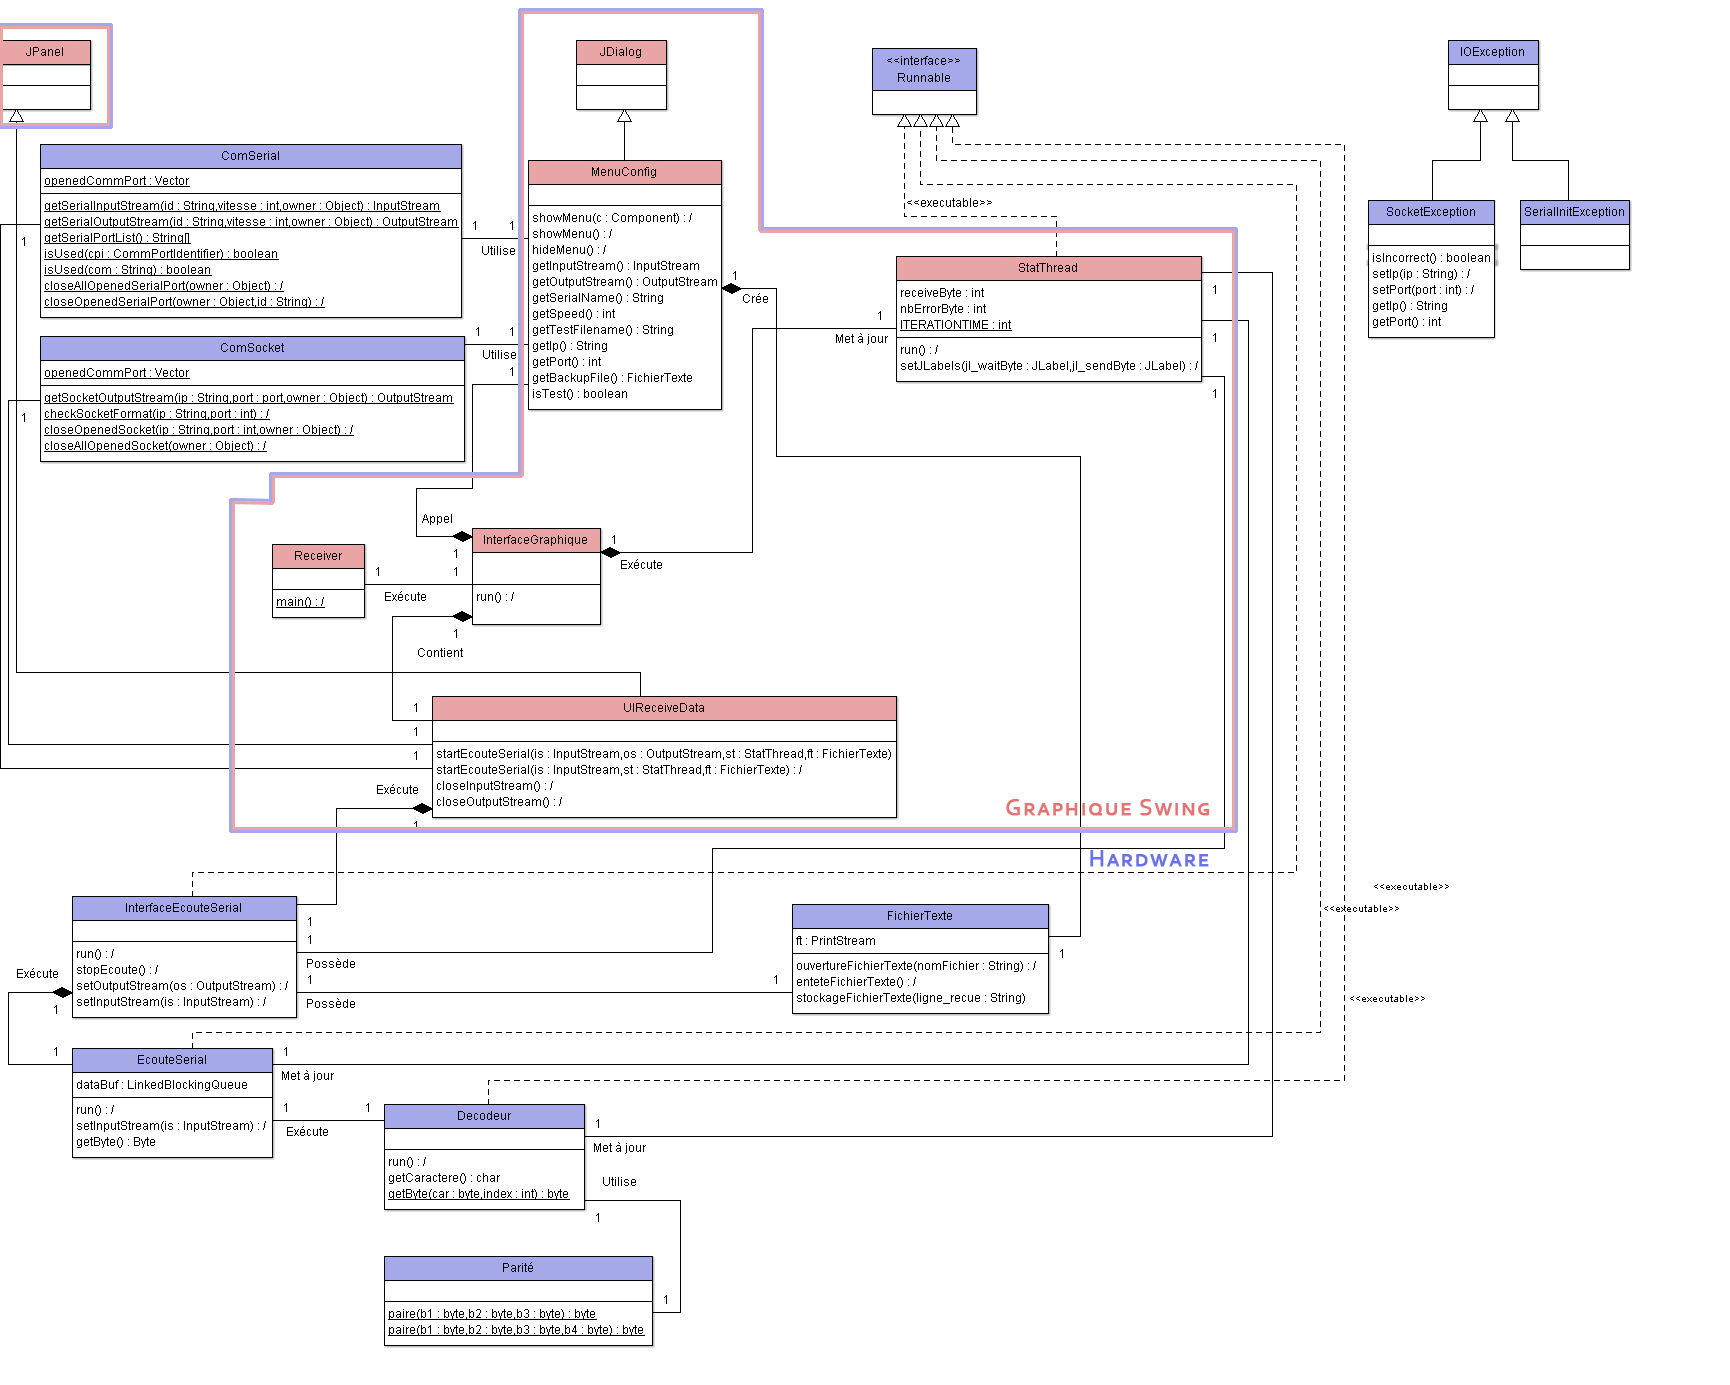 JPanel
JDialog
<<interface>>
Runnable
IOException
ComSerial
openedCommPort : Vector
getSerialInputStream(id : String,vitesse : int,owner : Object) : InputStream
getSerialOutputStream(id : String,vitesse : int,owner : Object) : OutputStream
getSerialPortList() : String[]
isUsed(cpi : CommPortIdentifier) : boolean
isUsed(com : String) : boolean
closeAllOpenedSerialPort(owner : Object) : /
closeOpenedSerialPort(owner : Object,id : String) : /
1
1
1
Utilise
MenuConfig
showMenu(c : Component) : /
showMenu() : /
hideMenu() : /
getInputStream() : InputStream
getOutputStream() : OutputStream
getSerialName() : String
getSpeed() : int
getTestFilename() : String
getIp() : String
getPort() : int
getBackupFile() : FichierTexte
isTest() : boolean
1
Crée
<<executable>>
StatThread
receiveByte : int
nbErrorByte : int
ITERATIONTIME : int
run() : /
setJLabels(jl_waitByte : JLabel,jl_sendByte : JLabel) : /
1
Met à jour
1
1
1
SocketException
isIncorrect() : boolean
setIp(ip : String) : /
setPort(port : int) : /
getIp() : String
getPort() : int
SerialInitException
ComSocket
openedCommPort : Vector
getSocketOutputStream(ip : String,port : port,owner : Object) : OutputStream
checkSocketFormat(ip : String,port : int) : /
closeOpenedSocket(ip : String,port : int,owner : Object) : /
closeAllOpenedSocket(owner : Object) : /
1
1
1
Utilise
1
Appel
InterfaceGraphique
run() : /
1
1
1
Exécute
Receiver
main() : /
1
Exécute
1
Contient
UIReceiveData
startEcouteSerial(is : InputStream,os : OutputStream,st : StatThread,ft : FichierTexte)
startEcouteSerial(is : InputStream,st : StatThread,ft : FichierTexte) : /
closeInputStream() : /
closeOutputStream() : /
1
1
1
Exécute
1
Graphique Swing
Hardware
<<executable>>
<<executable>>
<<executable>>
InterfaceEcouteSerial
run() : /
stopEcoute() : /
setOutputStream(os : OutputStream) : /
setInputStream(is : InputStream) : /
1
1
Possède
1
Possède
1
Exécute
1
FichierTexte
ft : PrintStream
ouvertureFichierTexte(nomFichier : String) : /
enteteFichierTexte() : /
stockageFichierTexte(ligne_recue : String)
1
1
EcouteSerial
dataBuf : LinkedBlockingQueue
run() : /
setInputStream(is : InputStream) : /
getByte() : Byte
1
Met à jour
1
1
Exécute
Decodeur
run() : /
getCaractere() : char
getByte(car : byte,index : int) : byte
1
Met à jour
Utilise
1
Parité
paire(b1 : byte,b2 : byte,b3 : byte) : byte
paire(b1 : byte,b2 : byte,b3 : byte,b4 : byte) : byte
1